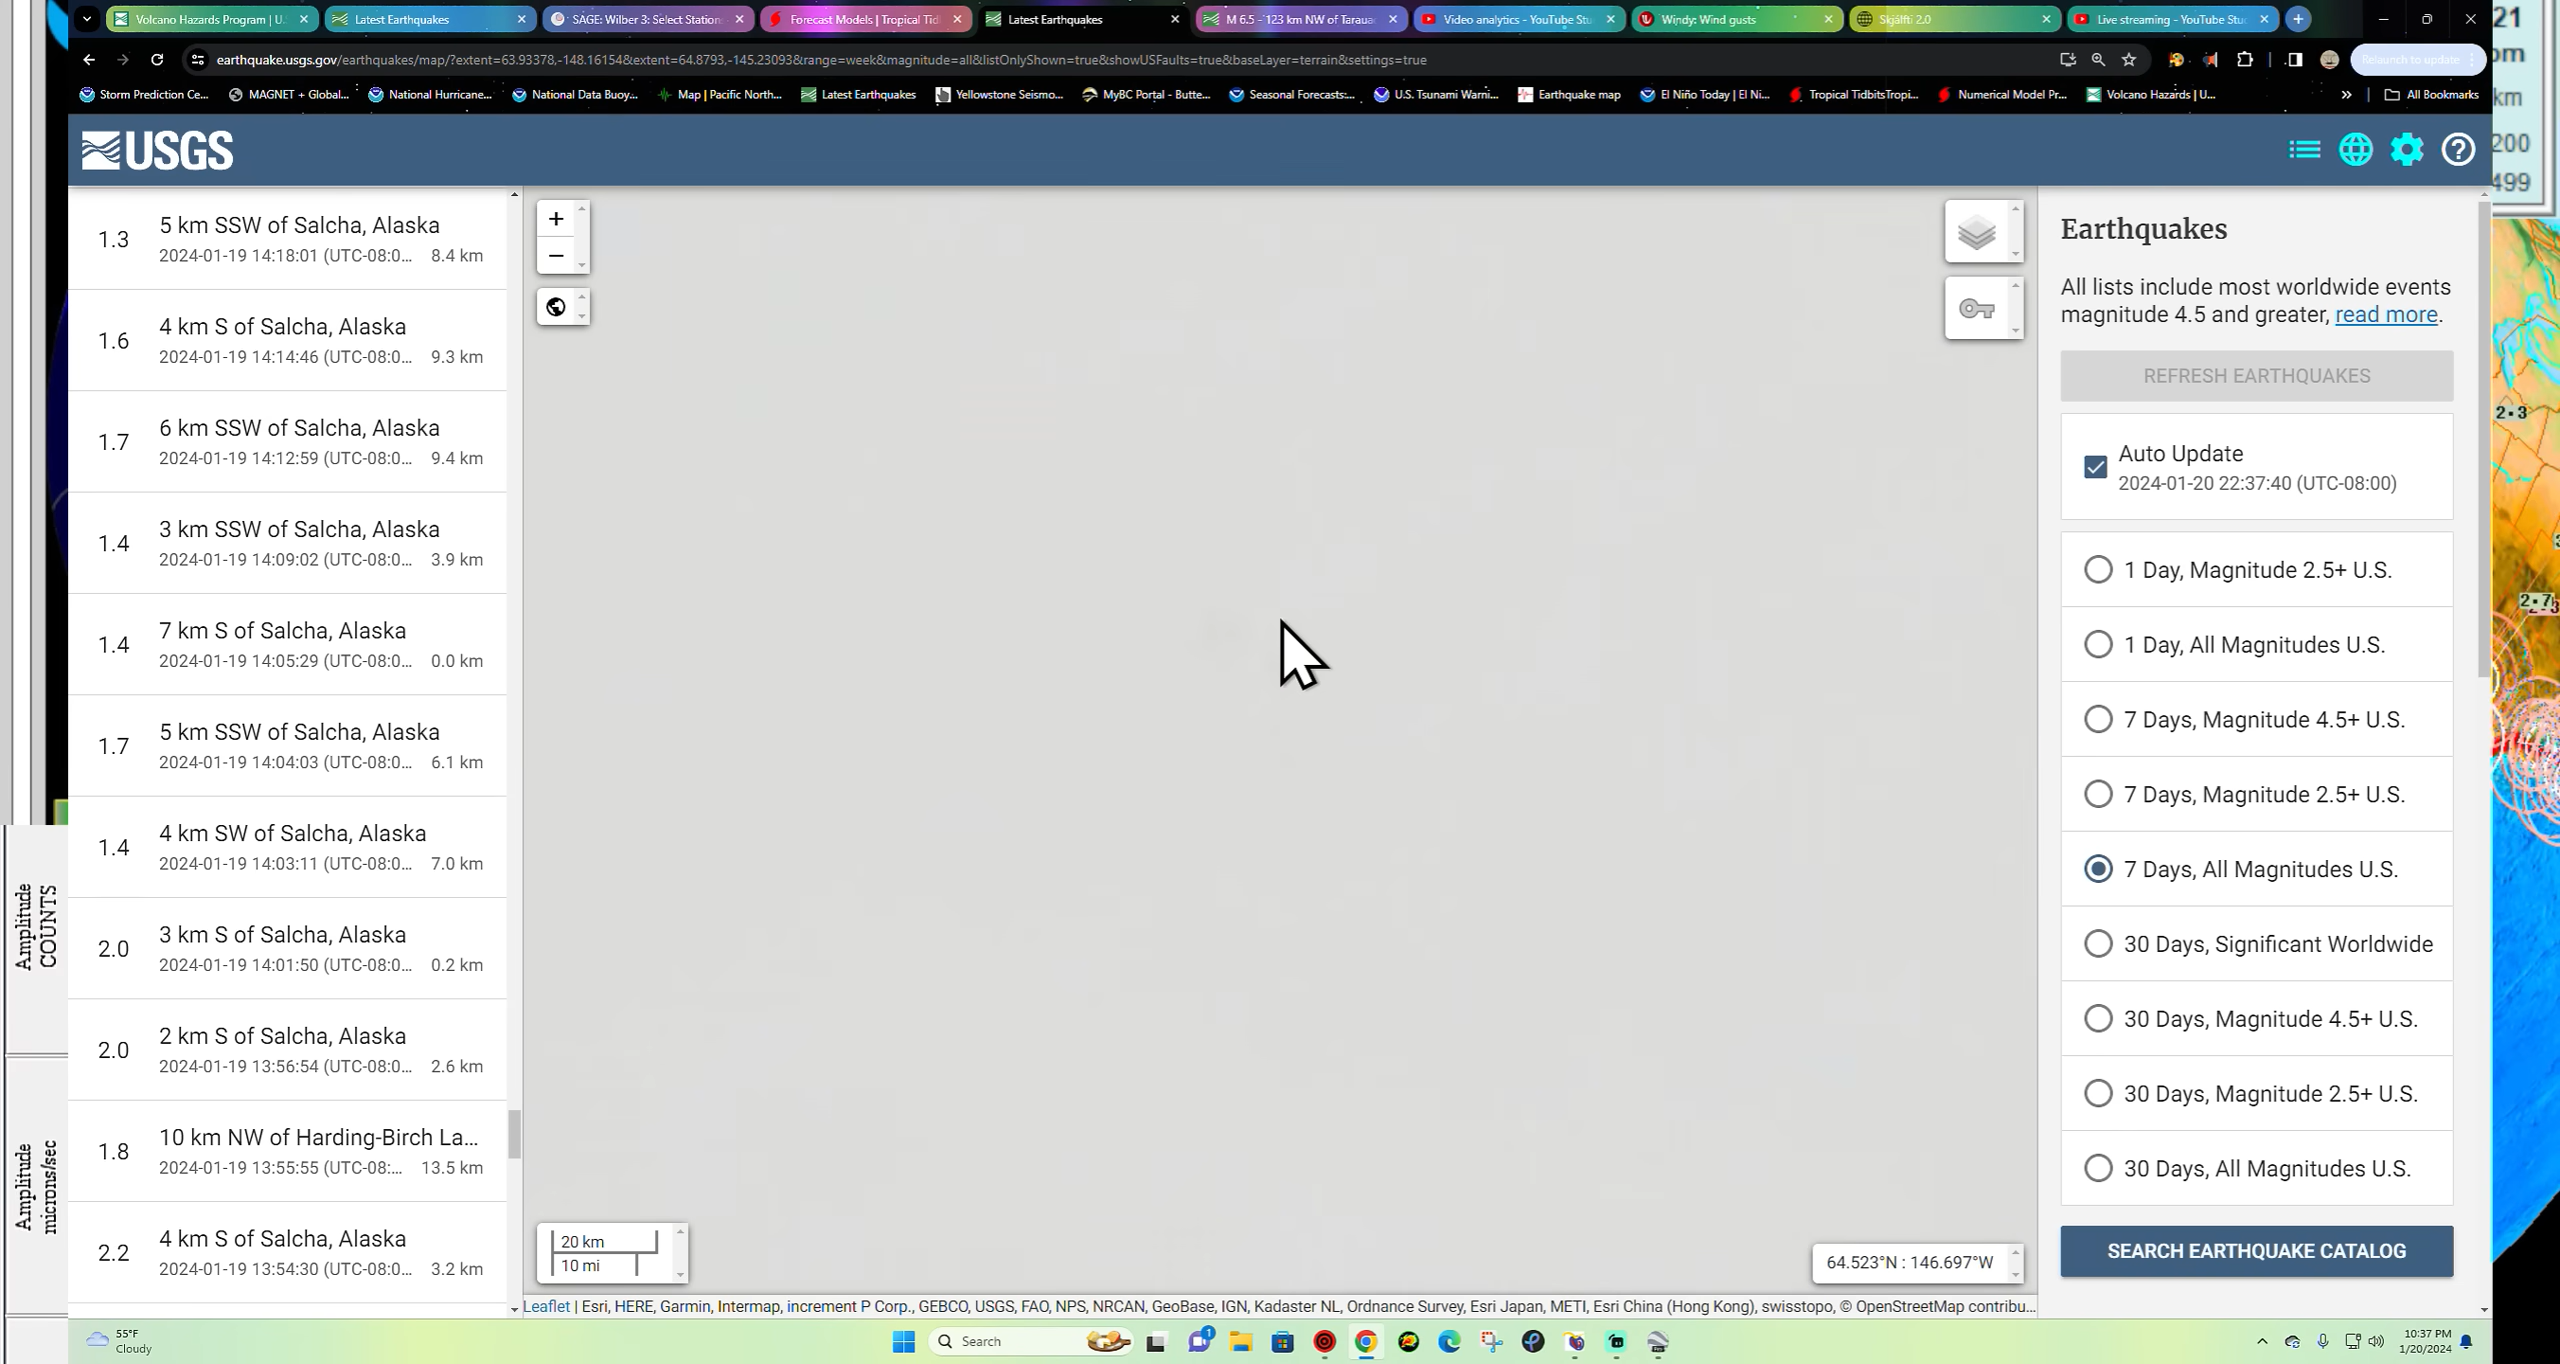 Volcano Hazards Program | U.
Latest Earthquakes
SAGE: Wilber 3: Select Station
Forecast Models | Tropical Tid
Latest Earthquakes
M 6.5 - 123 km NW of Tarauac
Video analytics - YouTube Stu
Windy: Wind gusts
Skjálfti 2.0
Live streaming - YouTube Stu
earthquake.usgs.gov/earthquakes/map/?extent=63.93378,-148.16154&extent=64.8793,-145.23093&range=week&magnitude=all&listOnlyShown=true&showUSFaults=true&baseLayer=terrain&settings=true
Relaunch to update
Storm Prediction Ce...
MAGNET + Global...
National Hurricane...
National Data Buoy...
Map | Pacific North...
Latest Earthquakes
Yellowstone Seismo...
MyBC Portal - Butte...
Seasonal Forecasts:...
U.S. Tsunami Warni...
Earthquake map
El Niño Today | El Ni...
Tropical TidbitsTropi...
Numerical Model Pr...
Volcano Hazards | U...
All Bookmarks
USGS
1.3
5 km SSW of Salcha, Alaska
2024-01-19 14:18:01 (UTC-08:0... 8.4 km
1.6
4 km S of Salcha, Alaska
2024-01-19 14:14:46 (UTC-08:0... 9.3 km
1.7
6 km SSW of Salcha, Alaska
2024-01-19 14:12:59 (UTC-08:0... 9.4 km
1.4
3 km SSW of Salcha, Alaska
2024-01-19 14:09:02 (UTC-08:0... 3.9 km
1.4
7 km S of Salcha, Alaska
2024-01-19 14:05:29 (UTC-08:0... 0.0 km
1.7
5 km SSW of Salcha, Alaska
2024-01-19 14:04:03 (UTC-08:0... 6.1 km
1.4
4 km SW of Salcha, Alaska
2024-01-19 14:03:11 (UTC-08:0... 7.0 km
2.0
3 km S of Salcha, Alaska
2024-01-19 14:01:50 (UTC-08:0... 0.2 km
2.0
2 km S of Salcha, Alaska
2024-01-19 13:56:54 (UTC-08:0... 2.6 km
1.8
10 km NW of Harding-Birch La...
2024-01-19 13:55:55 (UTC-08:... 13.5 km
2.2
4 km S of Salcha, Alaska
2024-01-19 13:54:30 (UTC-08:0... 3.2 km
+
−
20 km
10 mi
64.523°N : 146.697°W
Leaflet | Esri, HERE, Garmin, Intermap, increment P Corp., GEBCO, USGS, FAO, NPS, NRCAN, GeoBase, IGN, Kadaster NL, Ordnance Survey, Esri Japan, METI, Esri China (Hong Kong), swisstopo, © OpenStreetMap contribu...
Earthquakes
All lists include most worldwide events
magnitude 4.5 and greater, read more.
REFRESH EARTHQUAKES
Auto Update
2024-01-20 22:37:40 (UTC-08:00)
1 Day, Magnitude 2.5+ U.S.
1 Day, All Magnitudes U.S.
7 Days, Magnitude 4.5+ U.S.
7 Days, Magnitude 2.5+ U.S.
7 Days, All Magnitudes U.S.
30 Days, Significant Worldwide
30 Days, Magnitude 4.5+ U.S.
30 Days, Magnitude 2.5+ U.S.
30 Days, All Magnitudes U.S.
SEARCH EARTHQUAKE CATALOG
Amplitude
COUNTS
Amplitude
microns/sec
21
om
km
200
499
2.3
2.7
55°F
Cloudy
Search
1
10:37 PM
1/20/2024